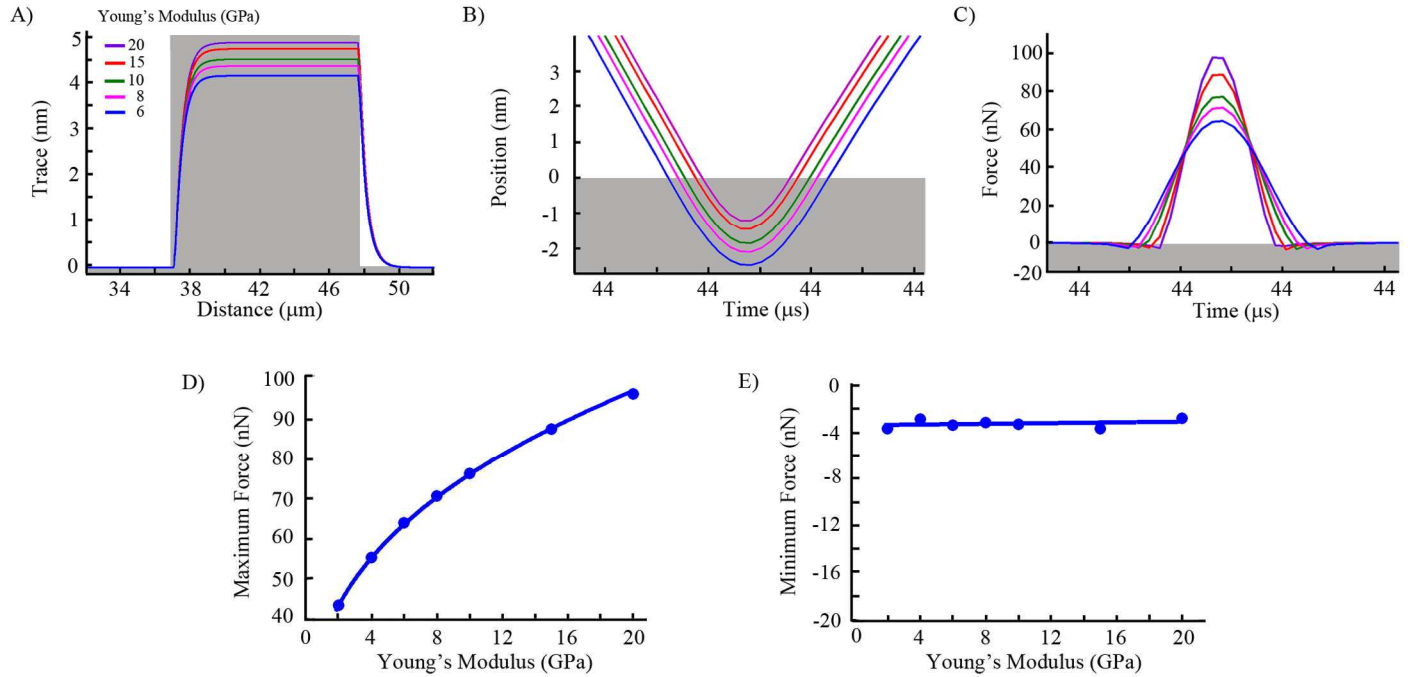 A)
Young's Modulus (GPa)
20
15
10
8
6
Trace (nm)
5
4
3
2
1
0
34 38 42 46 50
Distance (μm)
B)
Position (nm)
3
2
1
0
-1
-2
44 44 44 44
Time (μs)
C)
Force (nN)
100
80
60
40
20
0
-20
44 44 44 44
Time (μs)
D)
Maximum Force (nN)
100
90
80
70
60
50
40
0 4 8 12 16 20
Young's Modulus (GPa)
E)
Minimum Force (nN)
0
-4
-8
-12
-16
-20
0 4 8 12 16 20
Young's Modulus (GPa)